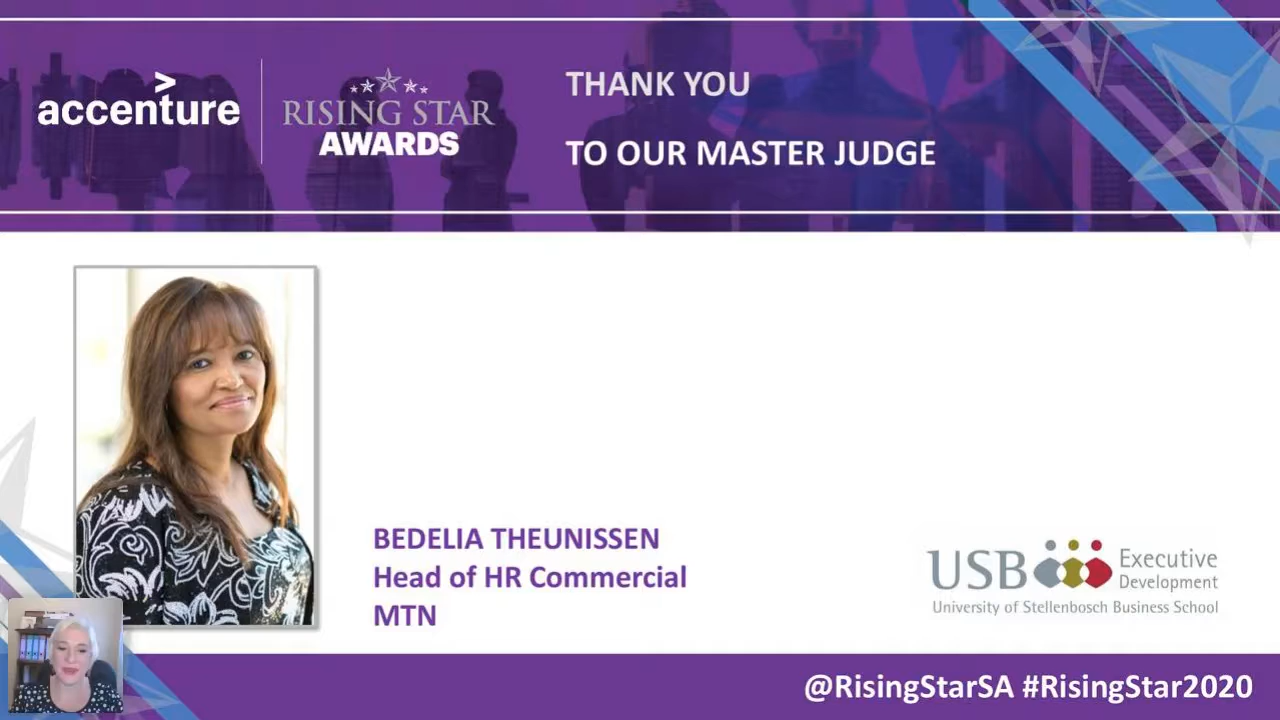 accenture
RISING STAR
AWARDS
THANK YOU
TO OUR MASTER JUDGE
BEDELIA THEUNISSEN
Head of HR Commercial
MTN
USB Executive
Development
University of Stellenbosch Business School
@RisingStarSA #RisingStar2020